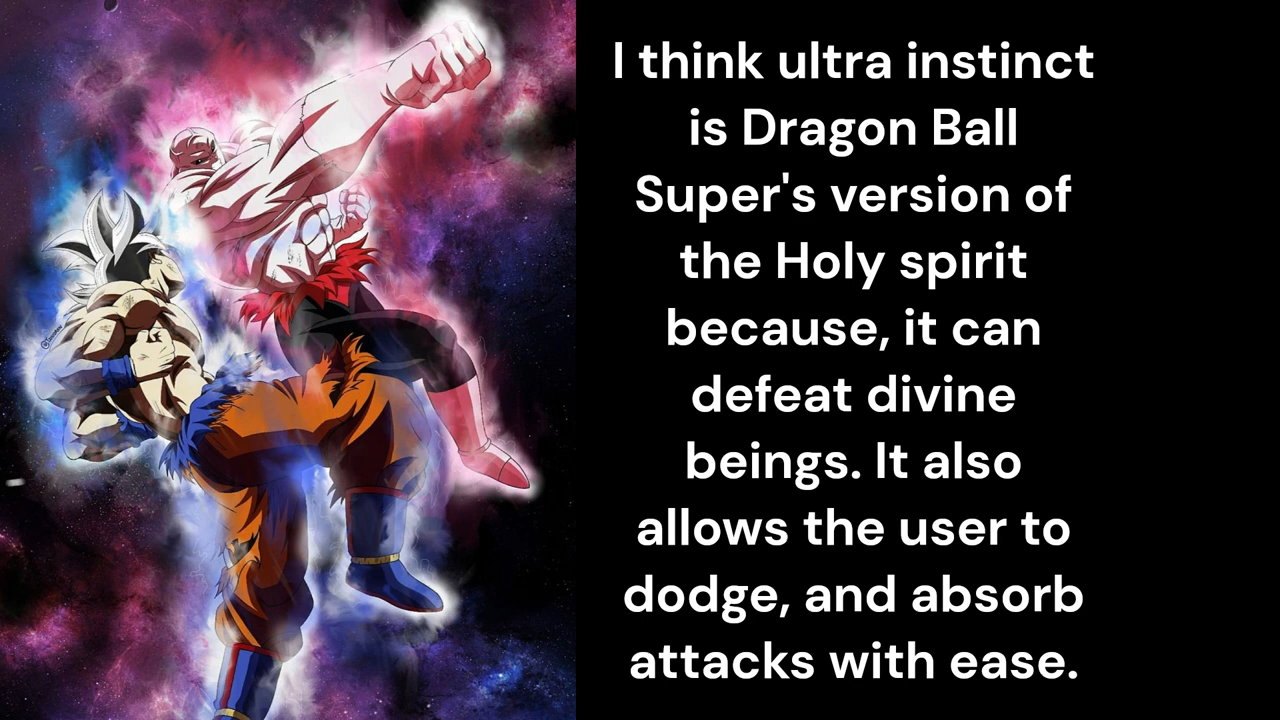 I think ultra instinct
is Dragon Ball
Super's version of
the Holy spirit
because, it can
defeat divine
beings. It also
allows the user to
dodge, and absorb
attacks with ease.